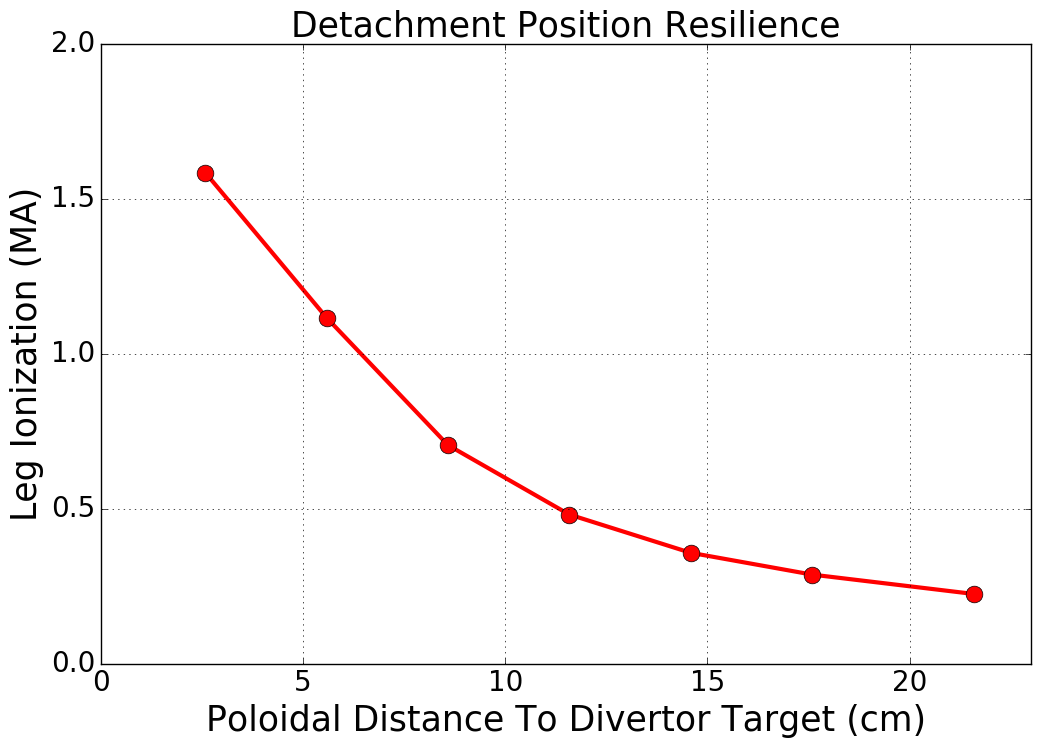 Detachment Position Resilience
2.0
1.5
1.0
0.5
0.0
Leg Ionization (MA)
0 5 10 15 20
Poloidal Distance To Divertor Target (cm)